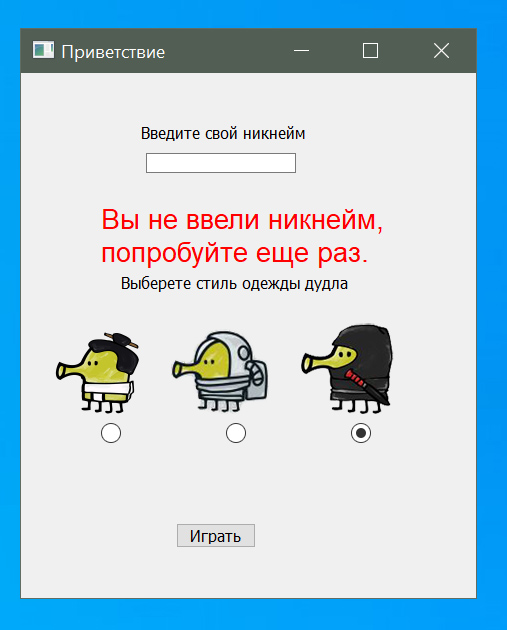 Приветствие
Введите свой никнейм
Вы не ввели никнейм,
попробуйте еще раз.
Выберете стиль одежды дудла
Играть